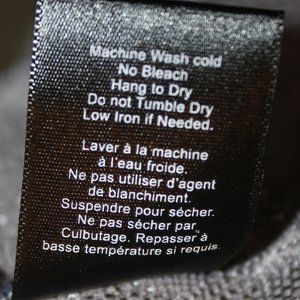 Machine Wash cold
No Bleach
Hang to Dry
Do not Tumble Dry
Low Iron if Needed.
Laver à la machine
à l'eau froide.
Ne pas utiliser d'agent
de blanchiment.
Suspendre pour sécher.
Ne pas sécher par
Culbutage. Repasser à
basse température si requis.